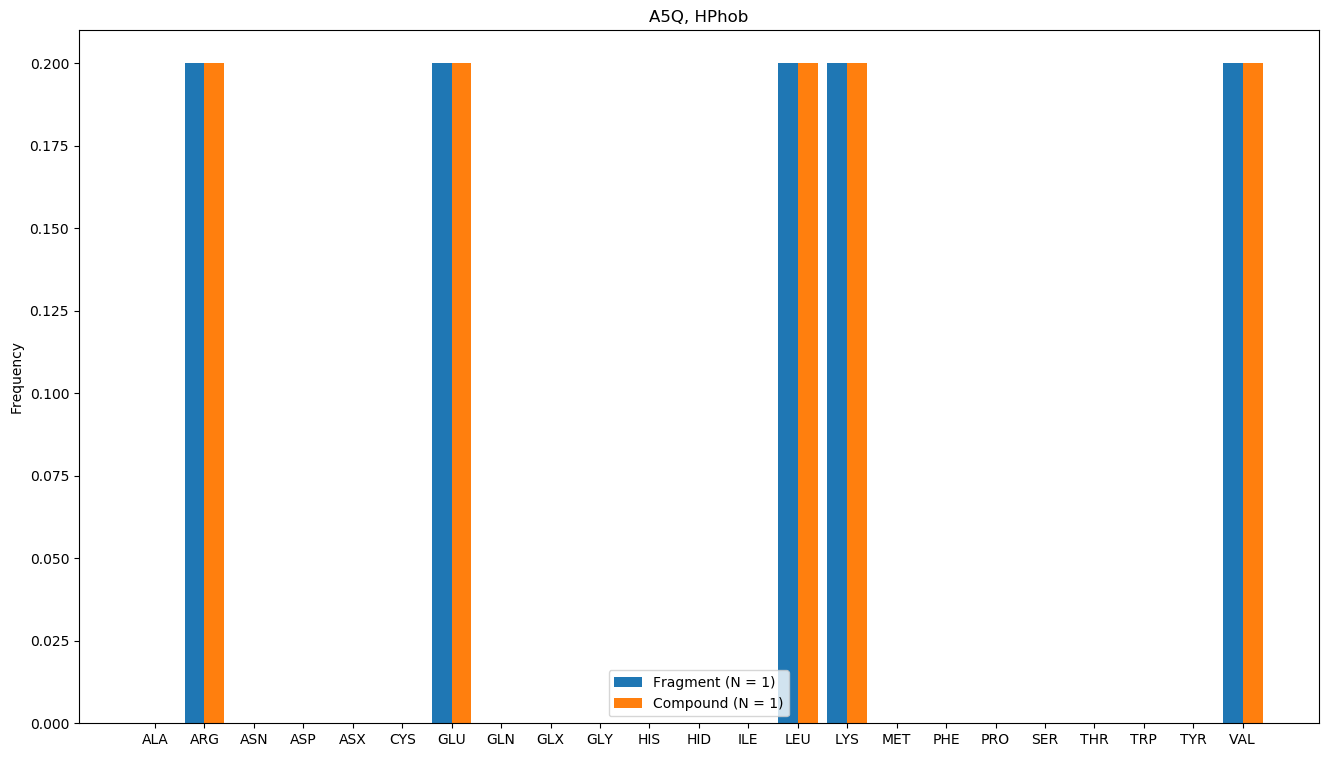 A5Q, HPhob
Frequency
0.200
0.175
0.150
0.125
0.100
0.075
0.050
0.025
0.000
Fragment (N = 1)
Compound (N = 1)
ALA ARG ASN ASP ASX CYS GLU GLN GLX GLY HIS HID ILE LEU LYS MET PHE PRO SER THR TRP TYR VAL